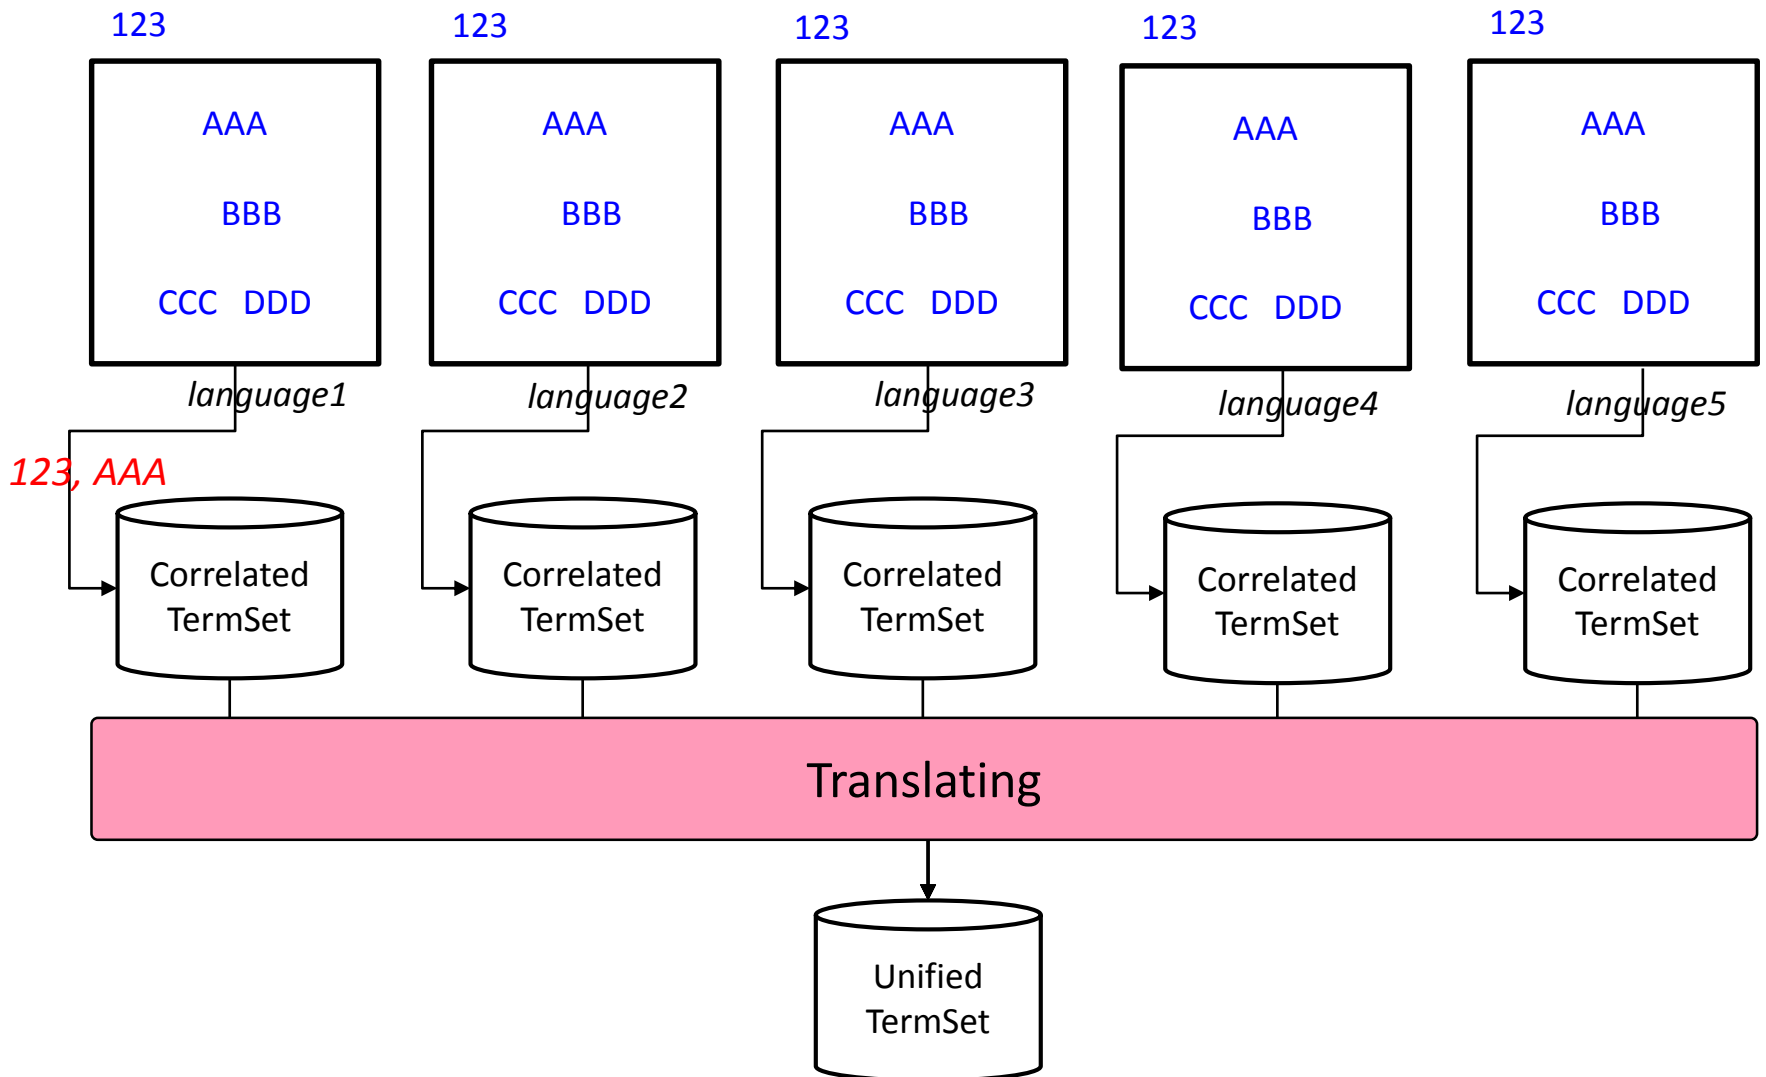 123 123 123 123 123
AAA AAA AAA AAA AAA
BBB BBB BBB BBB BBB
CCC DDD CCC DDD CCC DDD CCC DDD CCC DDD
language1 language2 language3 language4 language5
123, AAA
Correlated Correlated Correlated Correlated Correlated
TermSet TermSet TermSet TermSet TermSet
Translating
Unified
TermSet